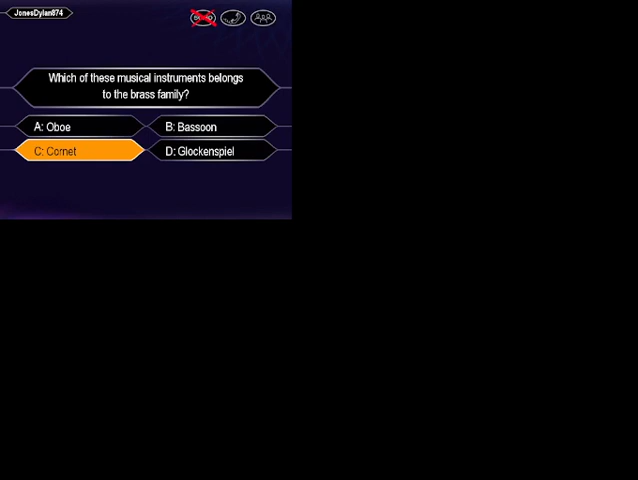 JonesDylan874
Which of these musical instruments belongs
to the brass family?
A: Oboe
B: Bassoon
C: Cornet
D: Glockenspiel